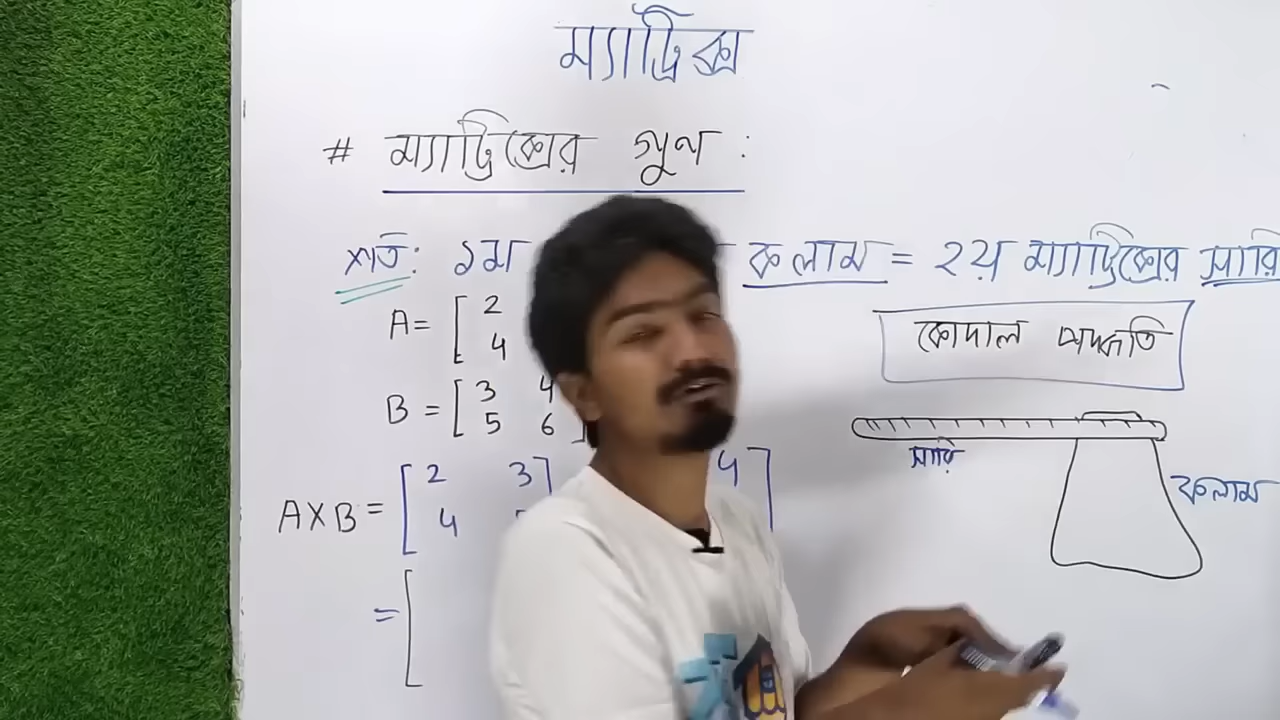 ম্যাট্রিক্স
# ম্যাট্রিক্সের গুণ :
শর্ত: ১ম কলাম = ২য় ম্যাট্রিক্সের সারি
A = [ 2
4
কোদাল পদ্ধতি
B = [ 3 4
5 6 ]
সারি
কলাম
A X B = [ 2 3 ] 4 ]
4
= [